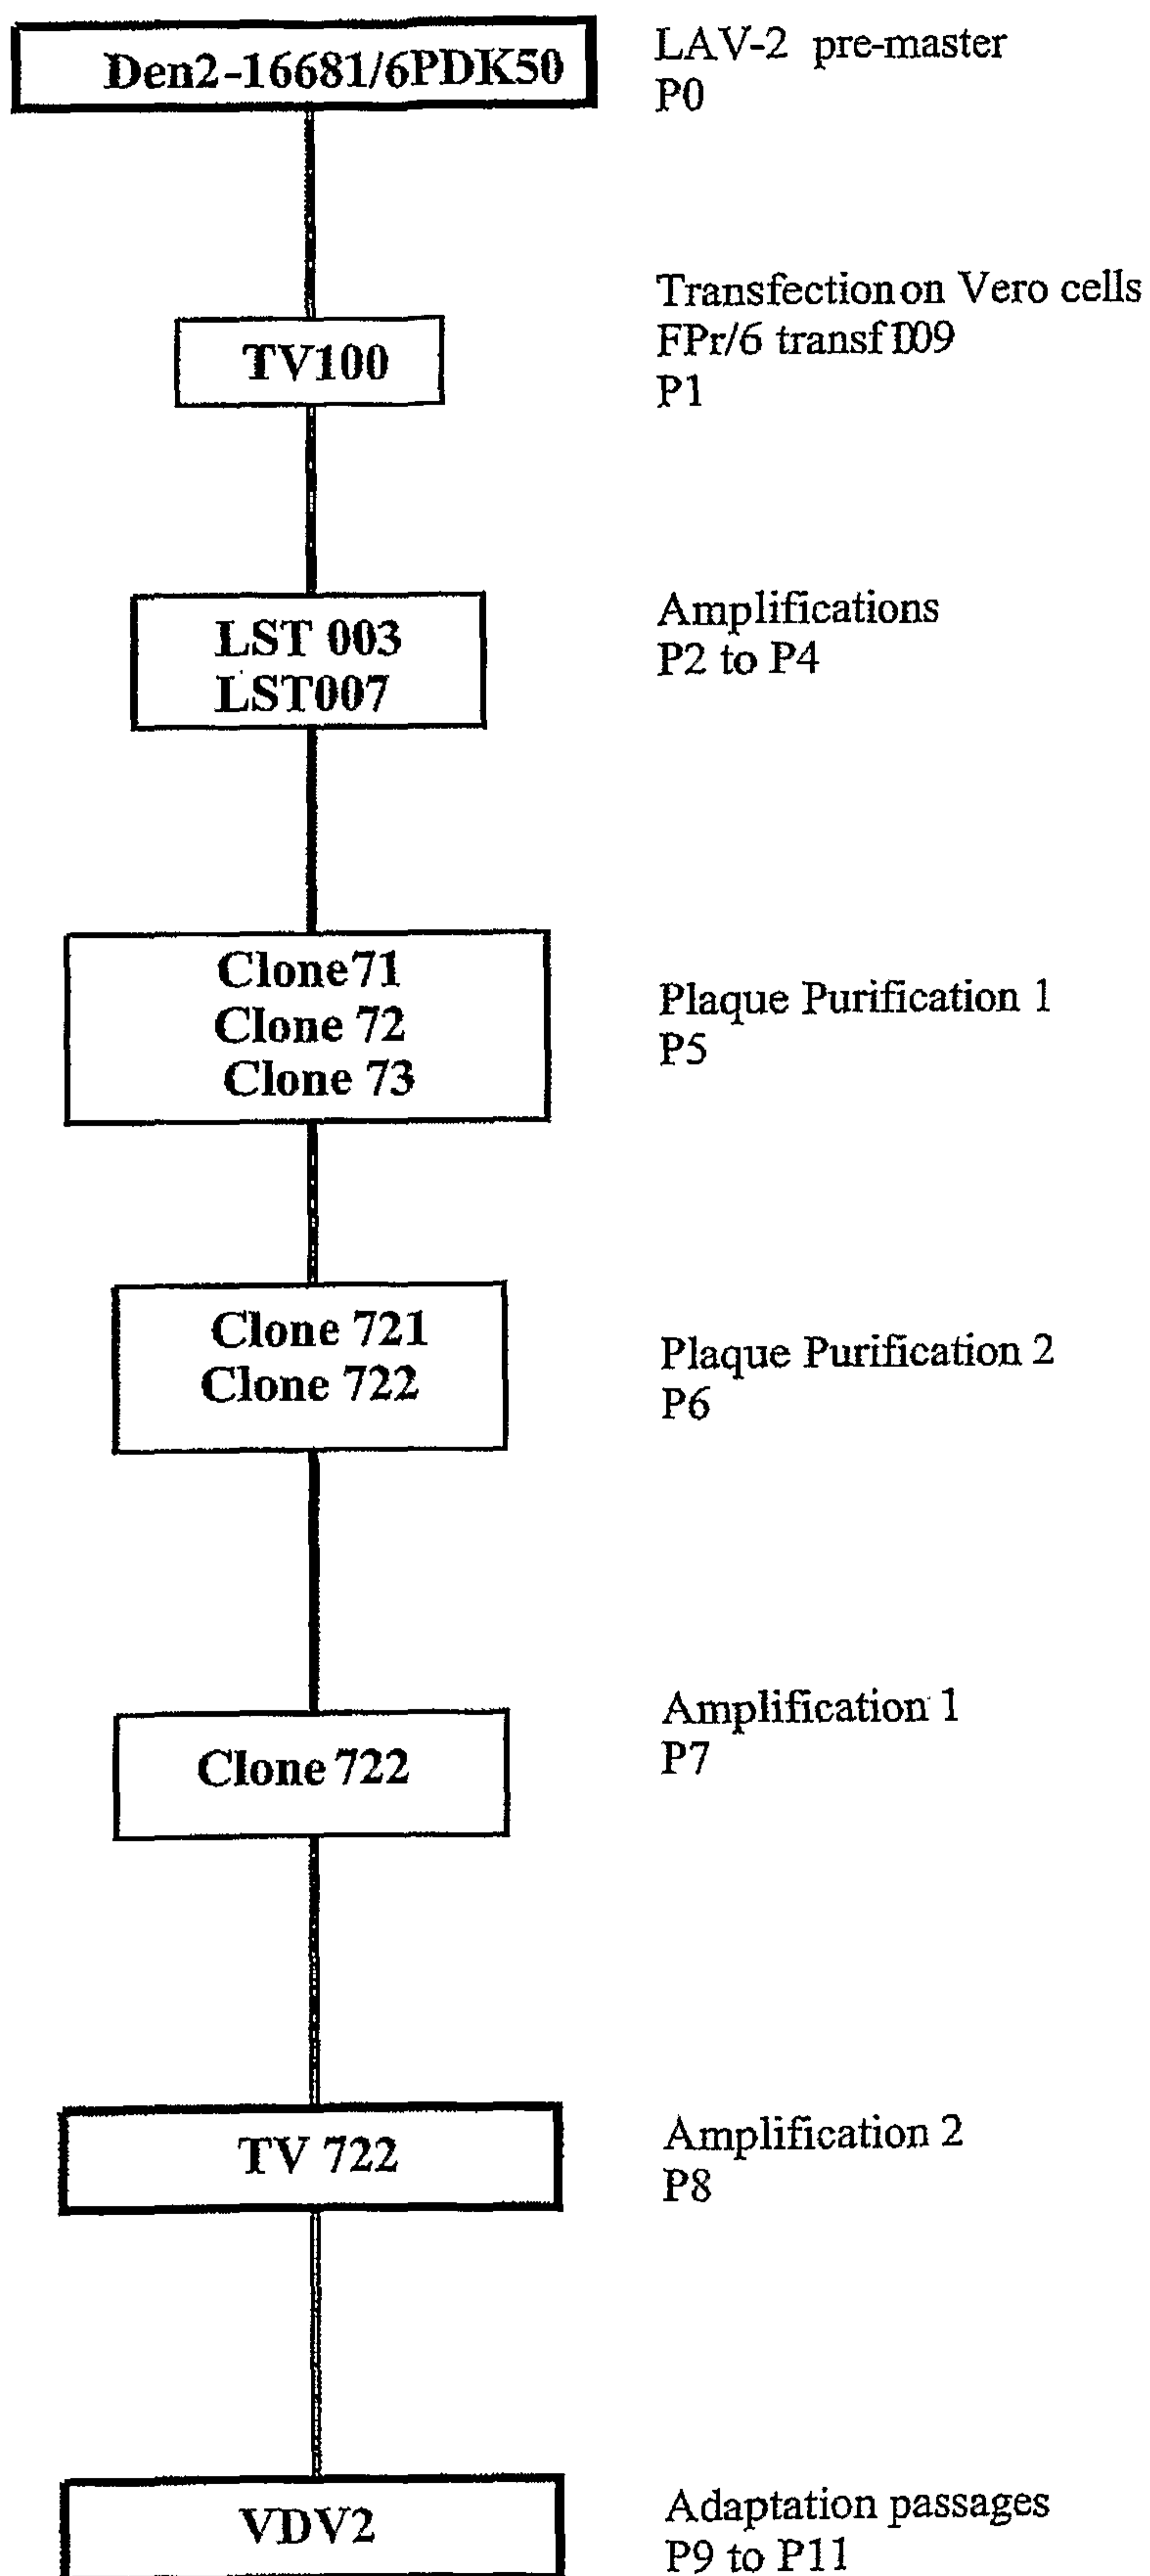 Den2-16681/6PDK50
LAV-2 pre-master
P0
TV100
Transfection on Vero cells
FPr/6 transf D09
P1
LST 003
LST007
Amplifications
P2 to P4
Clone 71
Clone 72
Clone 73
Plaque Purification 1
P5
Clone 721
Clone 722
Plaque Purification 2
P6
Clone 722
Amplification 1
P7
TV 722
Amplification 2
P8
VDV2
Adaptation passages
P9 to P11